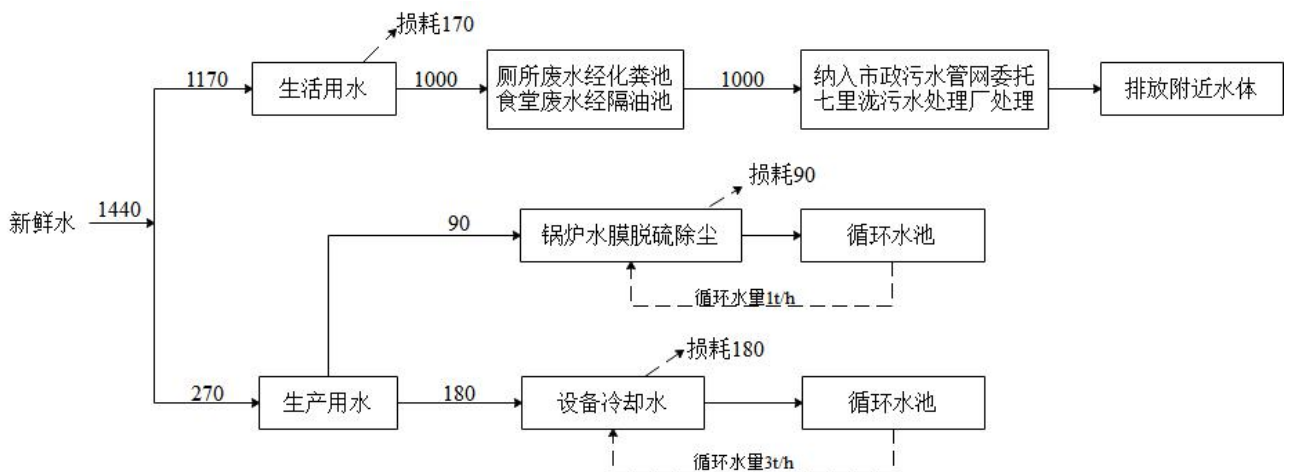 损耗170
1170
生活用水
1000
厕所废水经化粪池
食堂废水经隔油池
1000
纳入市政污水管网委托
七里泷污水处理厂处理
排放附近水体
新鲜水
1440
损耗90
90
锅炉水膜脱硫除尘
循环水池
循环水量1t/h
损耗180
270
生产用水
180
设备冷却水
循环水池
循环水量3t/h